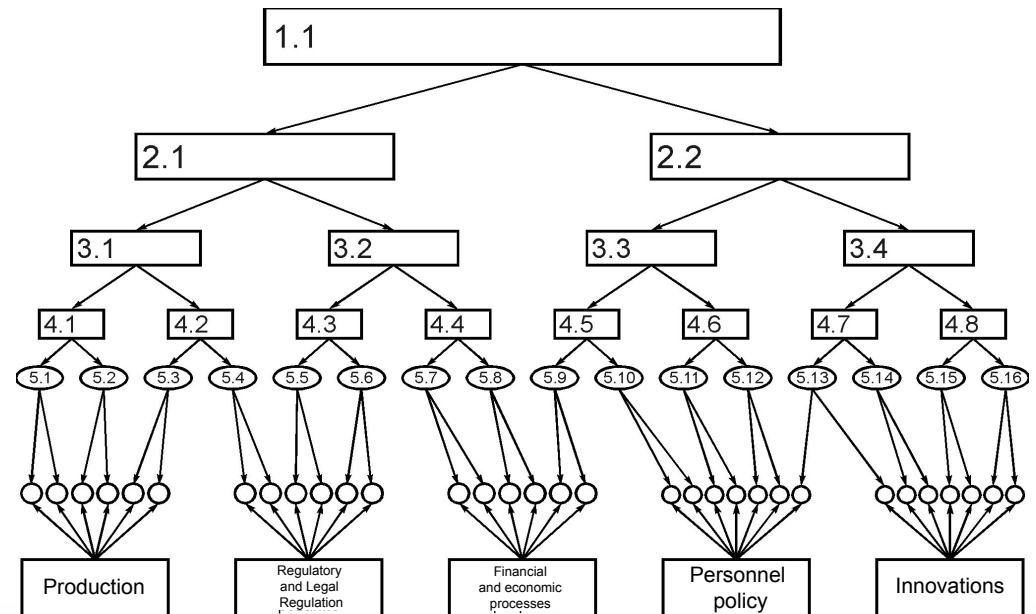 1.1
2.1 2.2
3.1 3.2 3.3 3.4
4.1 4.2 4.3 4.4 4.5 4.6 4.7 4.8
5.1 5.2 5.3 5.4 5.5 5.6 5.7 5.8 5.9 5.10 5.11 5.12 5.13 5.14 5.15 5.16
Production
Regulatory
and Legal
Regulation
Financial
and economic
processes
Personnel
policy
Innovations